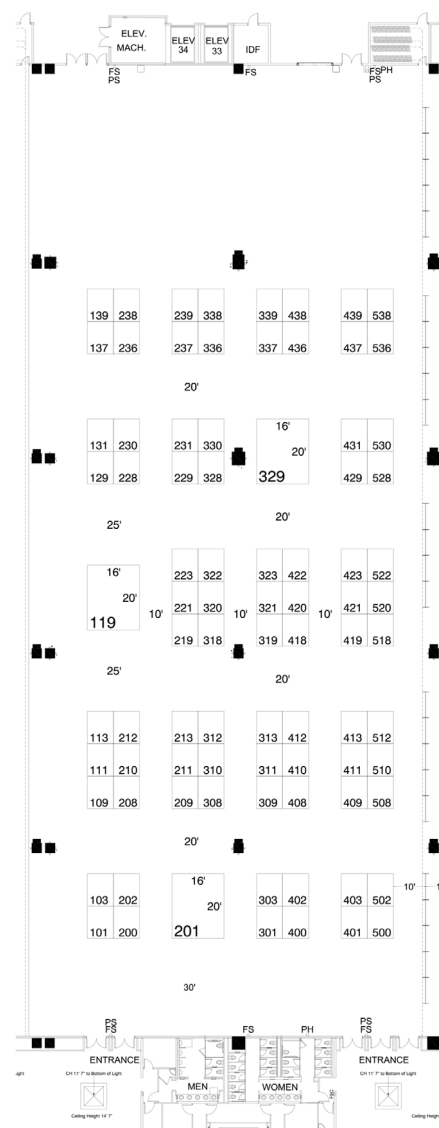 ELEV.
MACH.
ELEV
34
ELEV
33
IDF
FS
PS
FS
FSPH
PS
139 238 239 338 339 438 439 538
137 236 237 336 337 436 437 536
20'
131 230 231 330 16' 431 530
20'
129 228 229 328 329 429 528
25' 20'
16' 223 322 323 422 423 522
20' 221 320 321 420 421 520
119 10' 10' 10'
219 318 319 418 419 518
25' 20'
113 212 213 312 313 412 413 512
111 210 211 310 311 410 411 510
109 208 209 308 309 408 409 508
20'
16'
10'
103 202 20' 303 402 403 502
101 200 201 301 400 401 500
30'
PS
FS
FS
PH
PS
FS
ENTRANCE ENTRANCE
CH 11' 7" to Bottom of Light CH 11' 7" to Bottom of Light
MEN WOMEN
Ceiling Height 14' 7" Ceiling Height 14' 7"